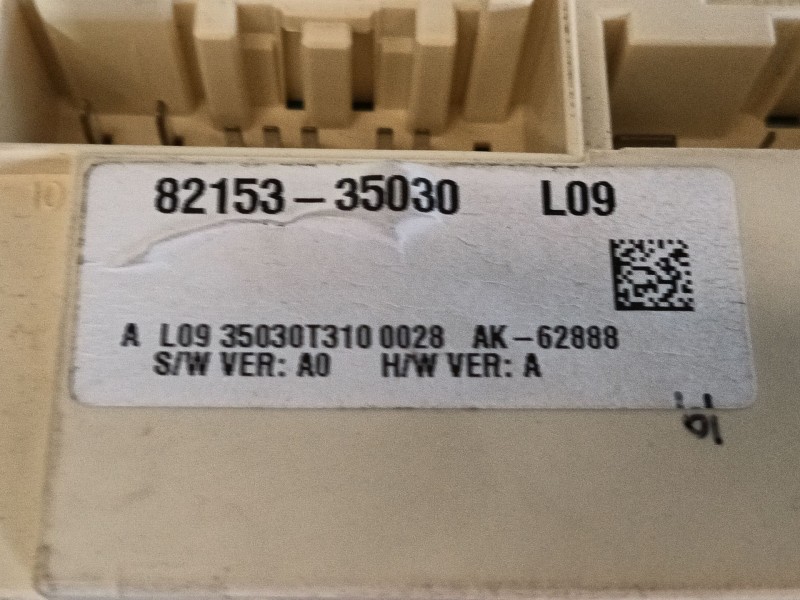 82153-35030 L09
A L09 35030T310 0028 AK-62888
S/W VER: A0 H/W VER: A